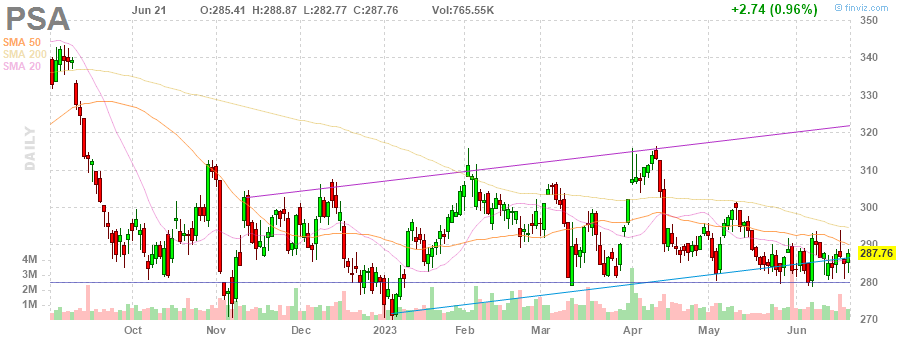 PSA Jun 21 O:285.41 H:288.87 L:282.77 C:287.76 Vol:765.55K +2.74 (0.96%) © finviz.com
SMA 50
SMA 200
SMA 20
DAILY
350
340
330
320
310
300
290
287.76
280
270
4M
3M
2M
1M
Oct Nov Dec 2023 Feb Mar Apr May Jun